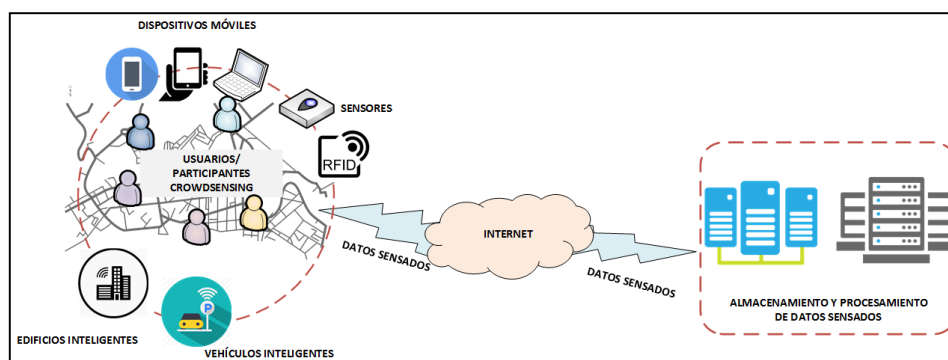 DISPOSITIVOS MÓVILES
SENSORES
RFID
USUARIOS/
PARTICIPANTES
CROWDSENSING
INTERNET
DATOS SENSADOS
DATOS SENSADOS
P
EDIFICIOS INTELIGENTES
VEHÍCULOS INTELIGENTES
ALMACENAMIENTO Y PROCESAMIENTO
DE DATOS SENSADOS